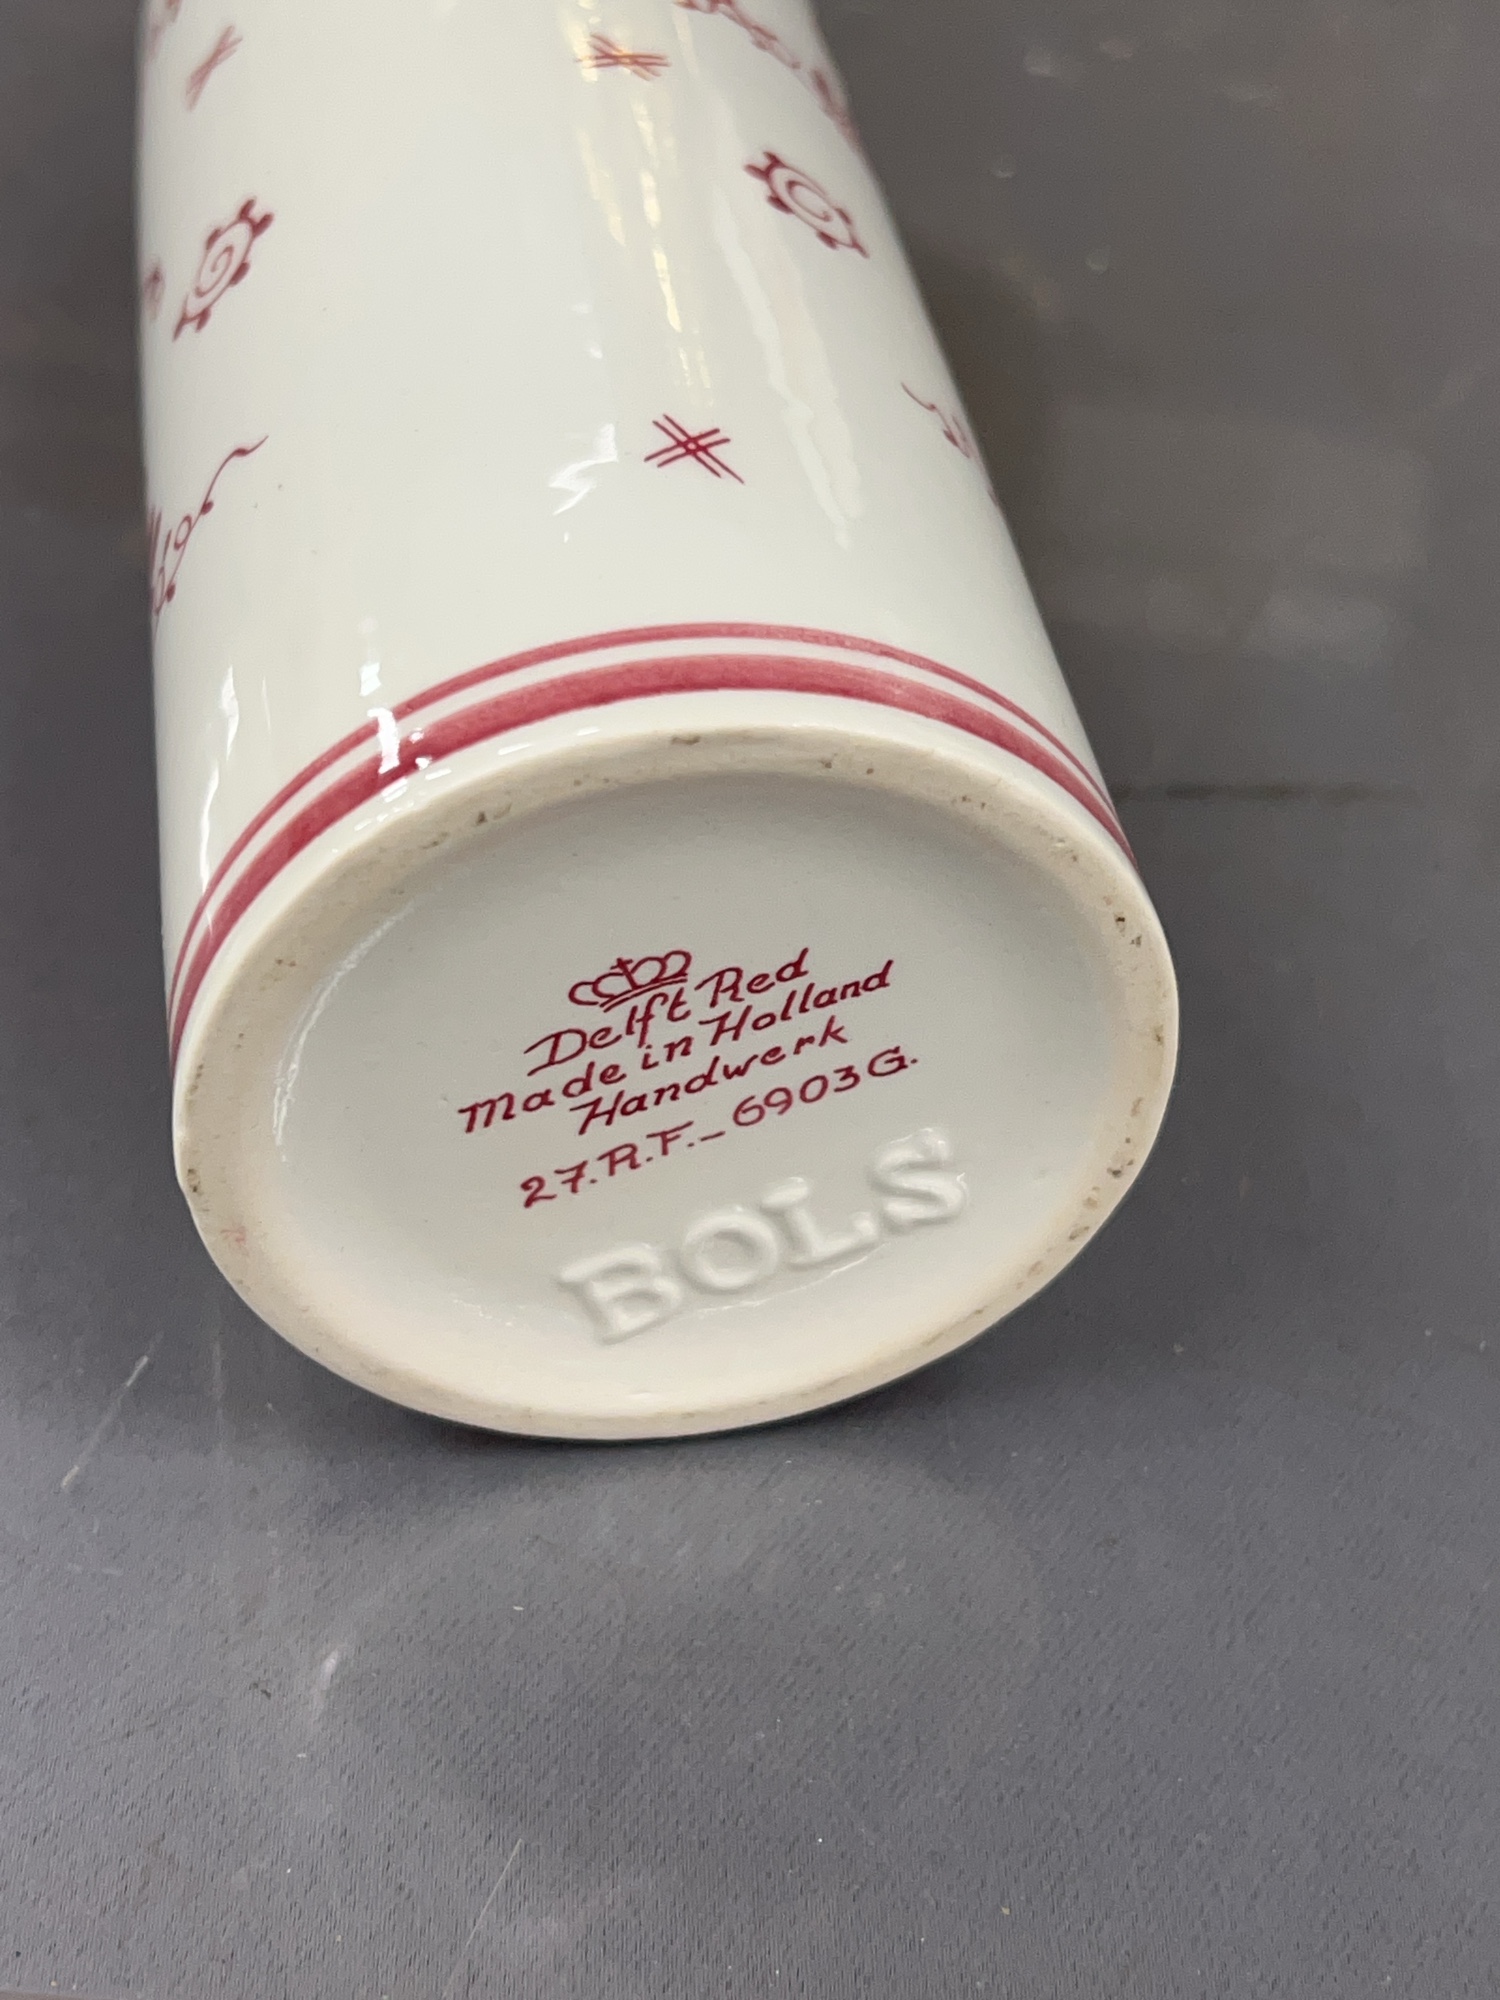 Delft Red
made in Holland
Handwerk
27.R.F.-6903G.
BOLS